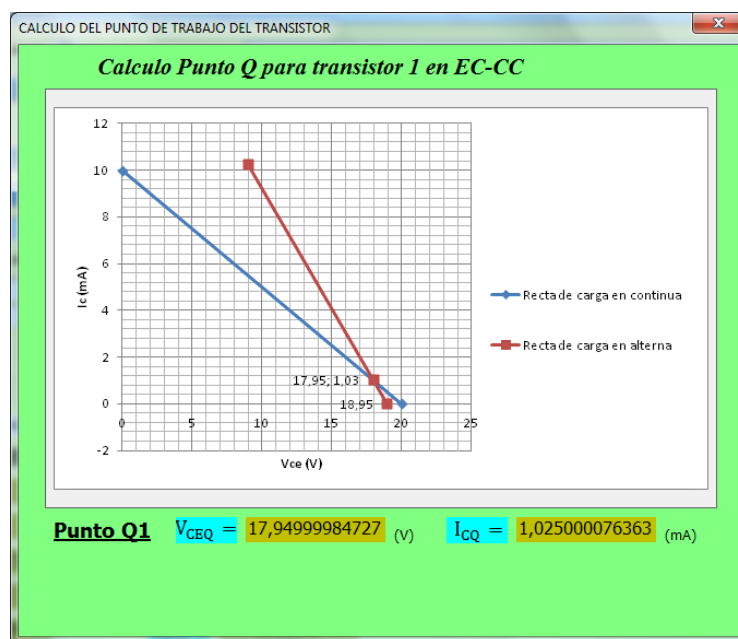 CALCULO DEL PUNTO DE TRABAJO DEL TRANSISTOR
X
Calculo Punto Q para transistor 1 en EC-CC
12
10
8
6
4
2
0
-2
0 5 10 15 20 25
Ic (mA)
Vce (V)
17,95; 1,03
18,95
Recta de carga en continua
Recta de carga en alterna
Punto Q1 V_CEQ = 17,94999984727 (V) I_CQ = 1,025000076363 (mA)